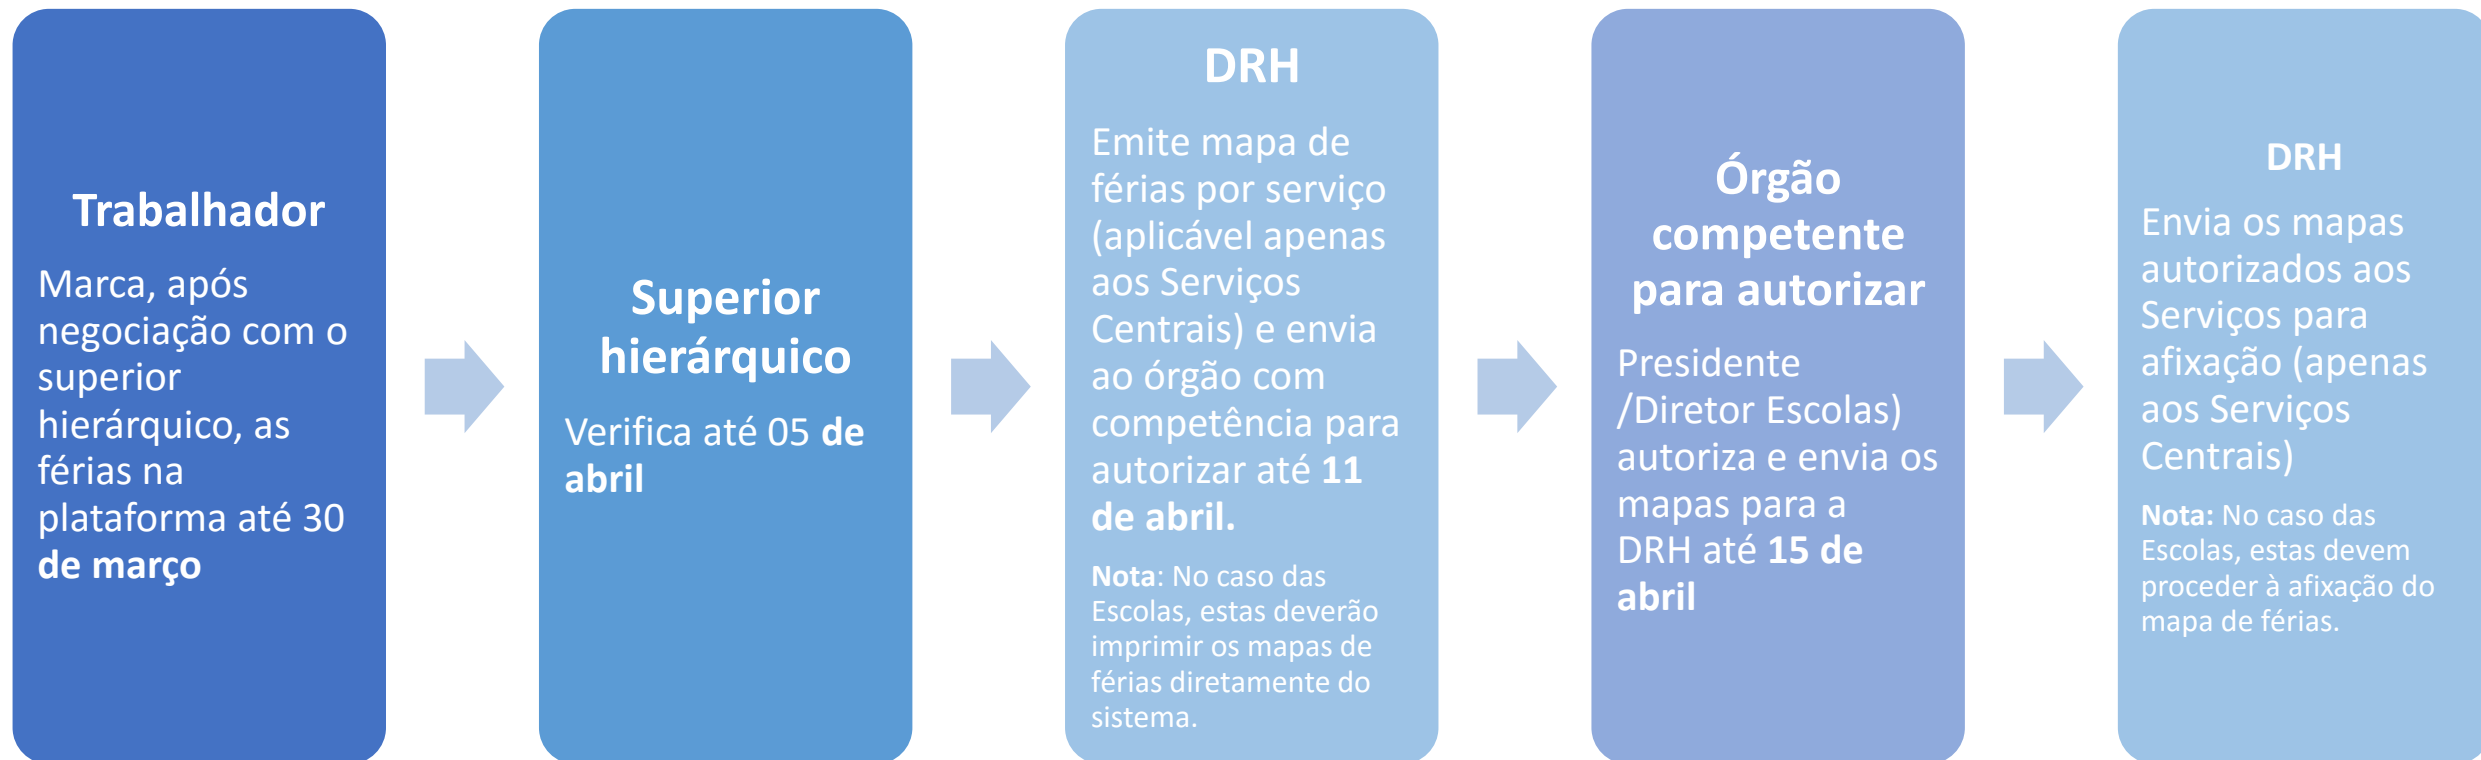 Trabalhador
Marca, após
negociação com o
superior
hierárquico, as
férias na
plataforma até 30
de março
Superior
hierárquico
Verifica até 05 de
abril
DRH
Emite mapa de
férias por serviço
(aplicável apenas
aos Serviços
Centrais) e envia
ao órgão com
competência para
autorizar até 11
de abril.
Nota: No caso das
Escolas, estas deverão
imprimir os mapas de
férias diretamente do
sistema.
Órgão
competente
para autorizar
Presidente
/Diretor Escolas)
autoriza e envia os
mapas para a
DRH até 15 de
abril
DRH
Envia os mapas
autorizados aos
Serviços para
afixação (apenas
aos Serviços
Centrais)
Nota: No caso das
Escolas, estas devem
proceder à afixação do
mapa de férias.